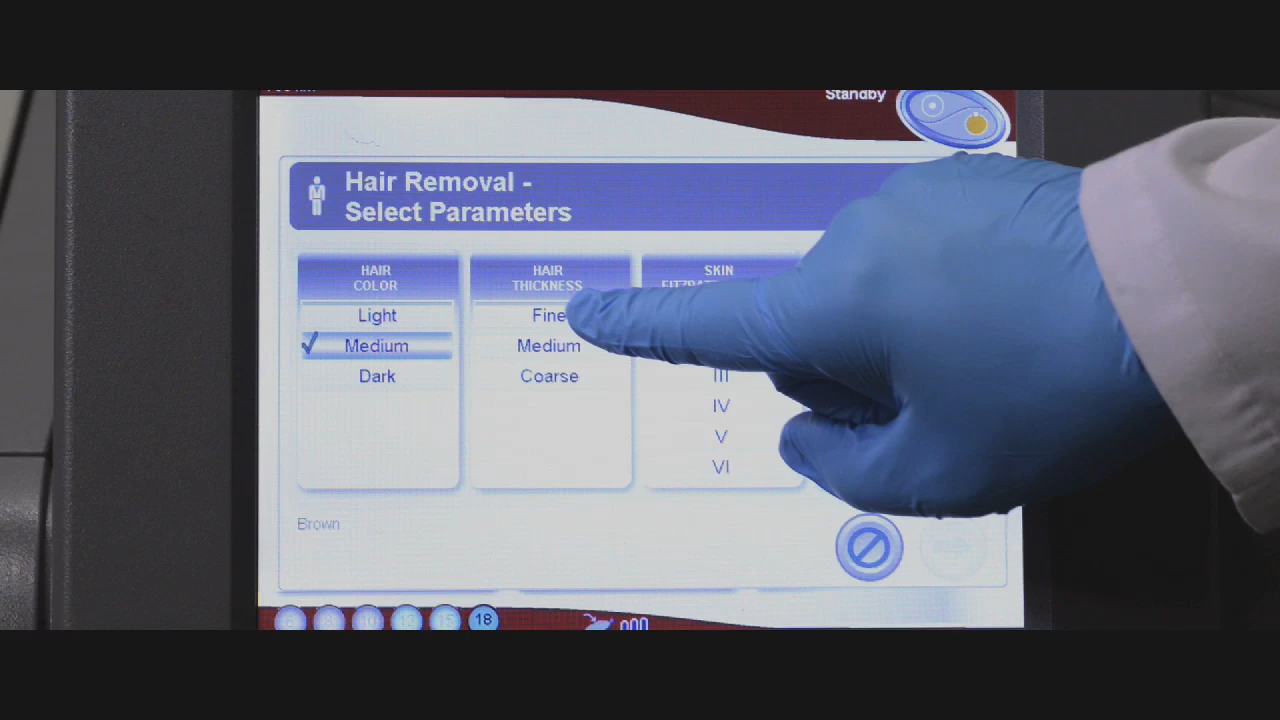 Standby
Hair Removal -
Select Parameters
HAIR
COLOR
Light
Medium
Dark
HAIR
THICKNESS
Fine
Medium
Coarse
SKIN
III
IV
V
VI
Brown
18